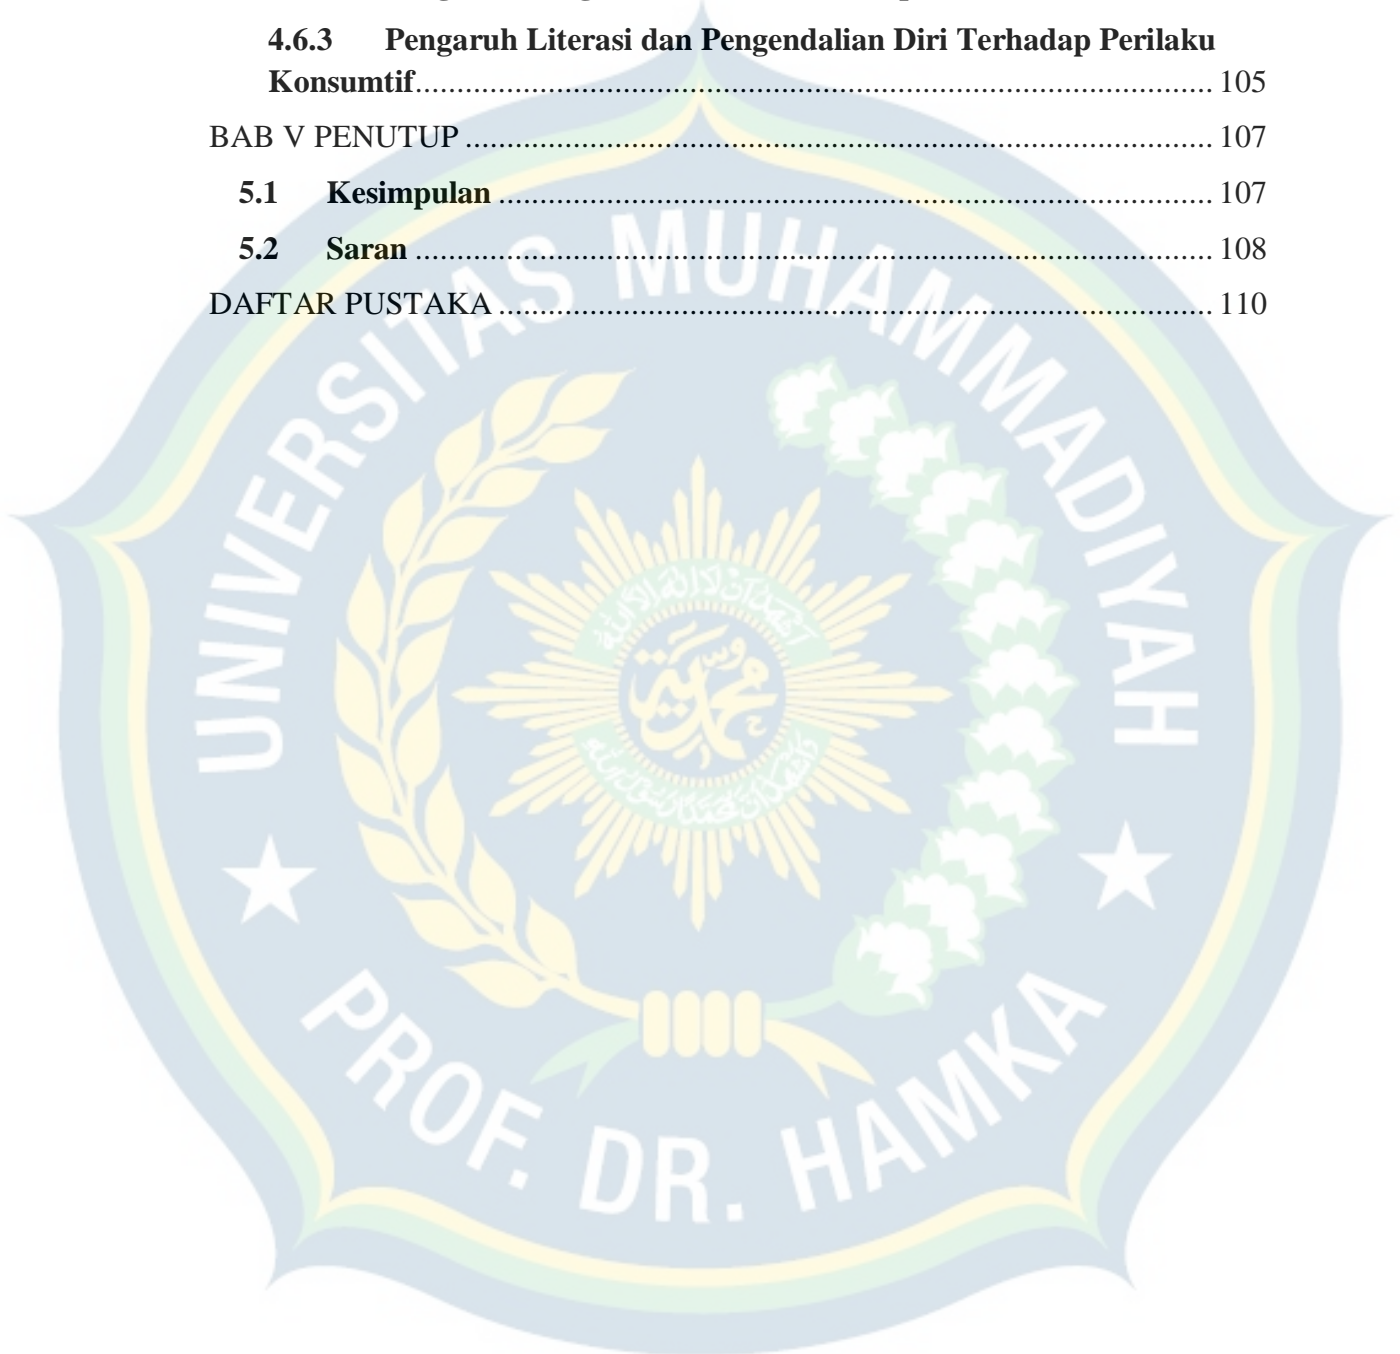 4.6.3 Pengaruh Literasi dan Pengendalian Diri Terhadap Perilaku
Konsumtif........................................................................................ 105
BAB V PENUTUP ........................................................................................ 107
5.1 Kesimpulan ........................................................................................ 107
5.2 Saran ........................................................................................ 108
DAFTAR PUSTAKA ........................................................................................ 110
UNIVERSITAS MUHAMMADIYAH
PROF. DR. HAMKA